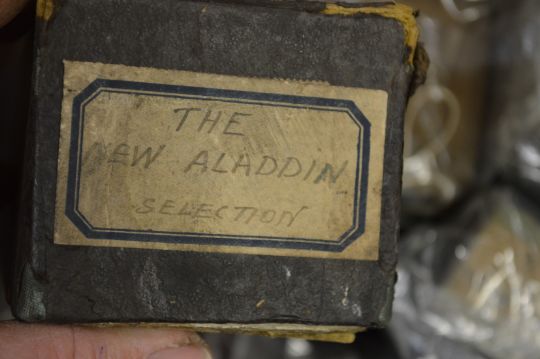 THE
NEW ALADDIN
SELECTION